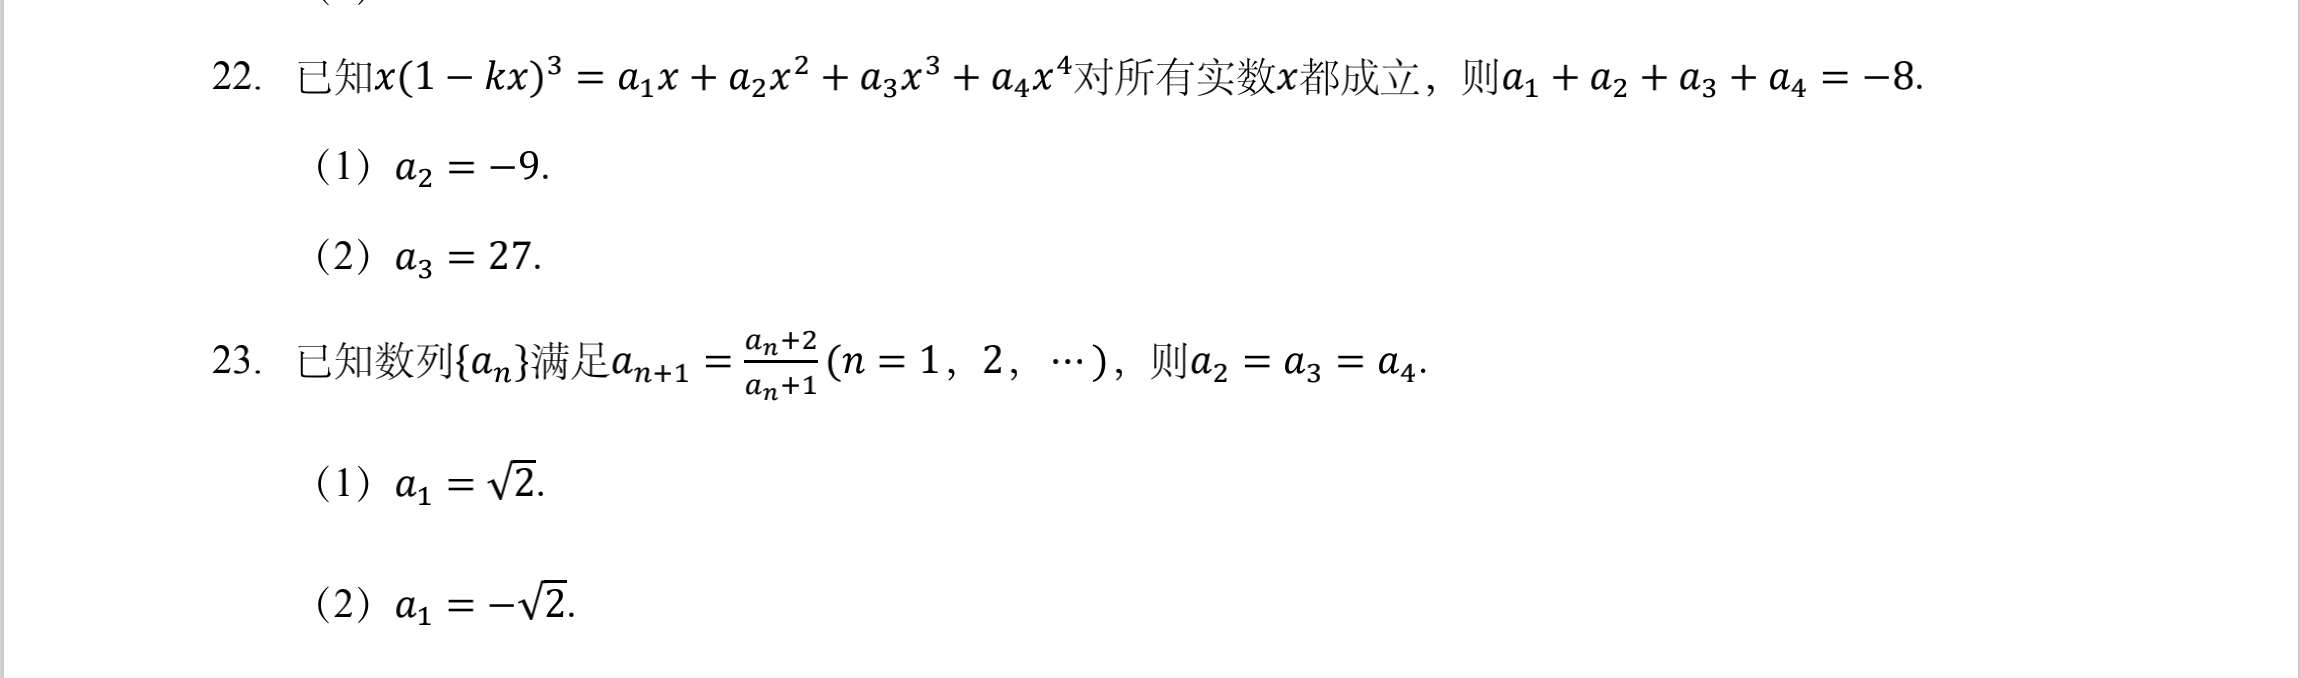 22. 已知x(1 − kx)³ = a₁x + a₂x² + a₃x³ + a₄x⁴对所有实数x都成立，则a₁ + a₂ + a₃ + a₄ = −8.
（1）a₂ = −9.
（2）a₃ = 27.
23. 已知数列{aₙ}满足aₙ₊₁ = \frac{aₙ+2}{aₙ+1}(n = 1，2，⋯)，则a₂ = a₃ = a₄.
（1）a₁ = √2.
（2）a₁ = −√2.